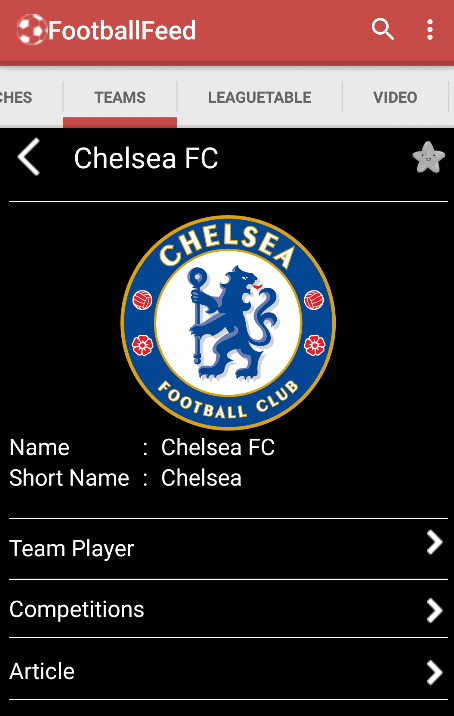 FootballFeed
CHES TEAMS LEAGUETABLE VIDEO
Chelsea FC
CHELSEA
FOOTBALL CLUB
Name : Chelsea FC
Short Name : Chelsea
Team Player
Competitions
Article